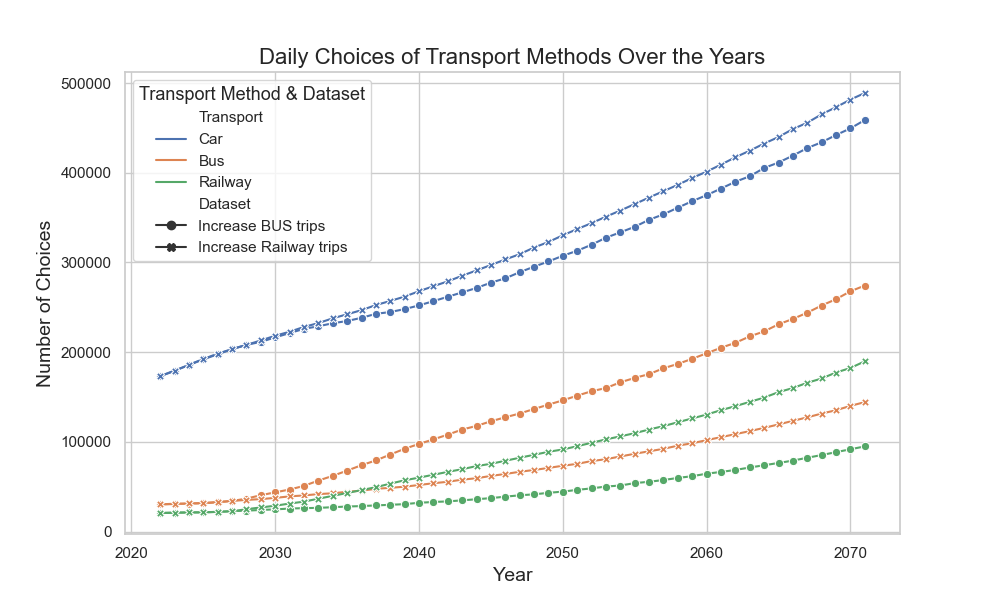 Daily Choices of Transport Methods Over the Years
500000
400000
300000
200000
100000
0
Number of Choices
Transport Method & Dataset
Transport
Car
Bus
Railway
Dataset
Increase BUS trips
Increase Railway trips
2020
2030
2040
2050
2060
2070
Year